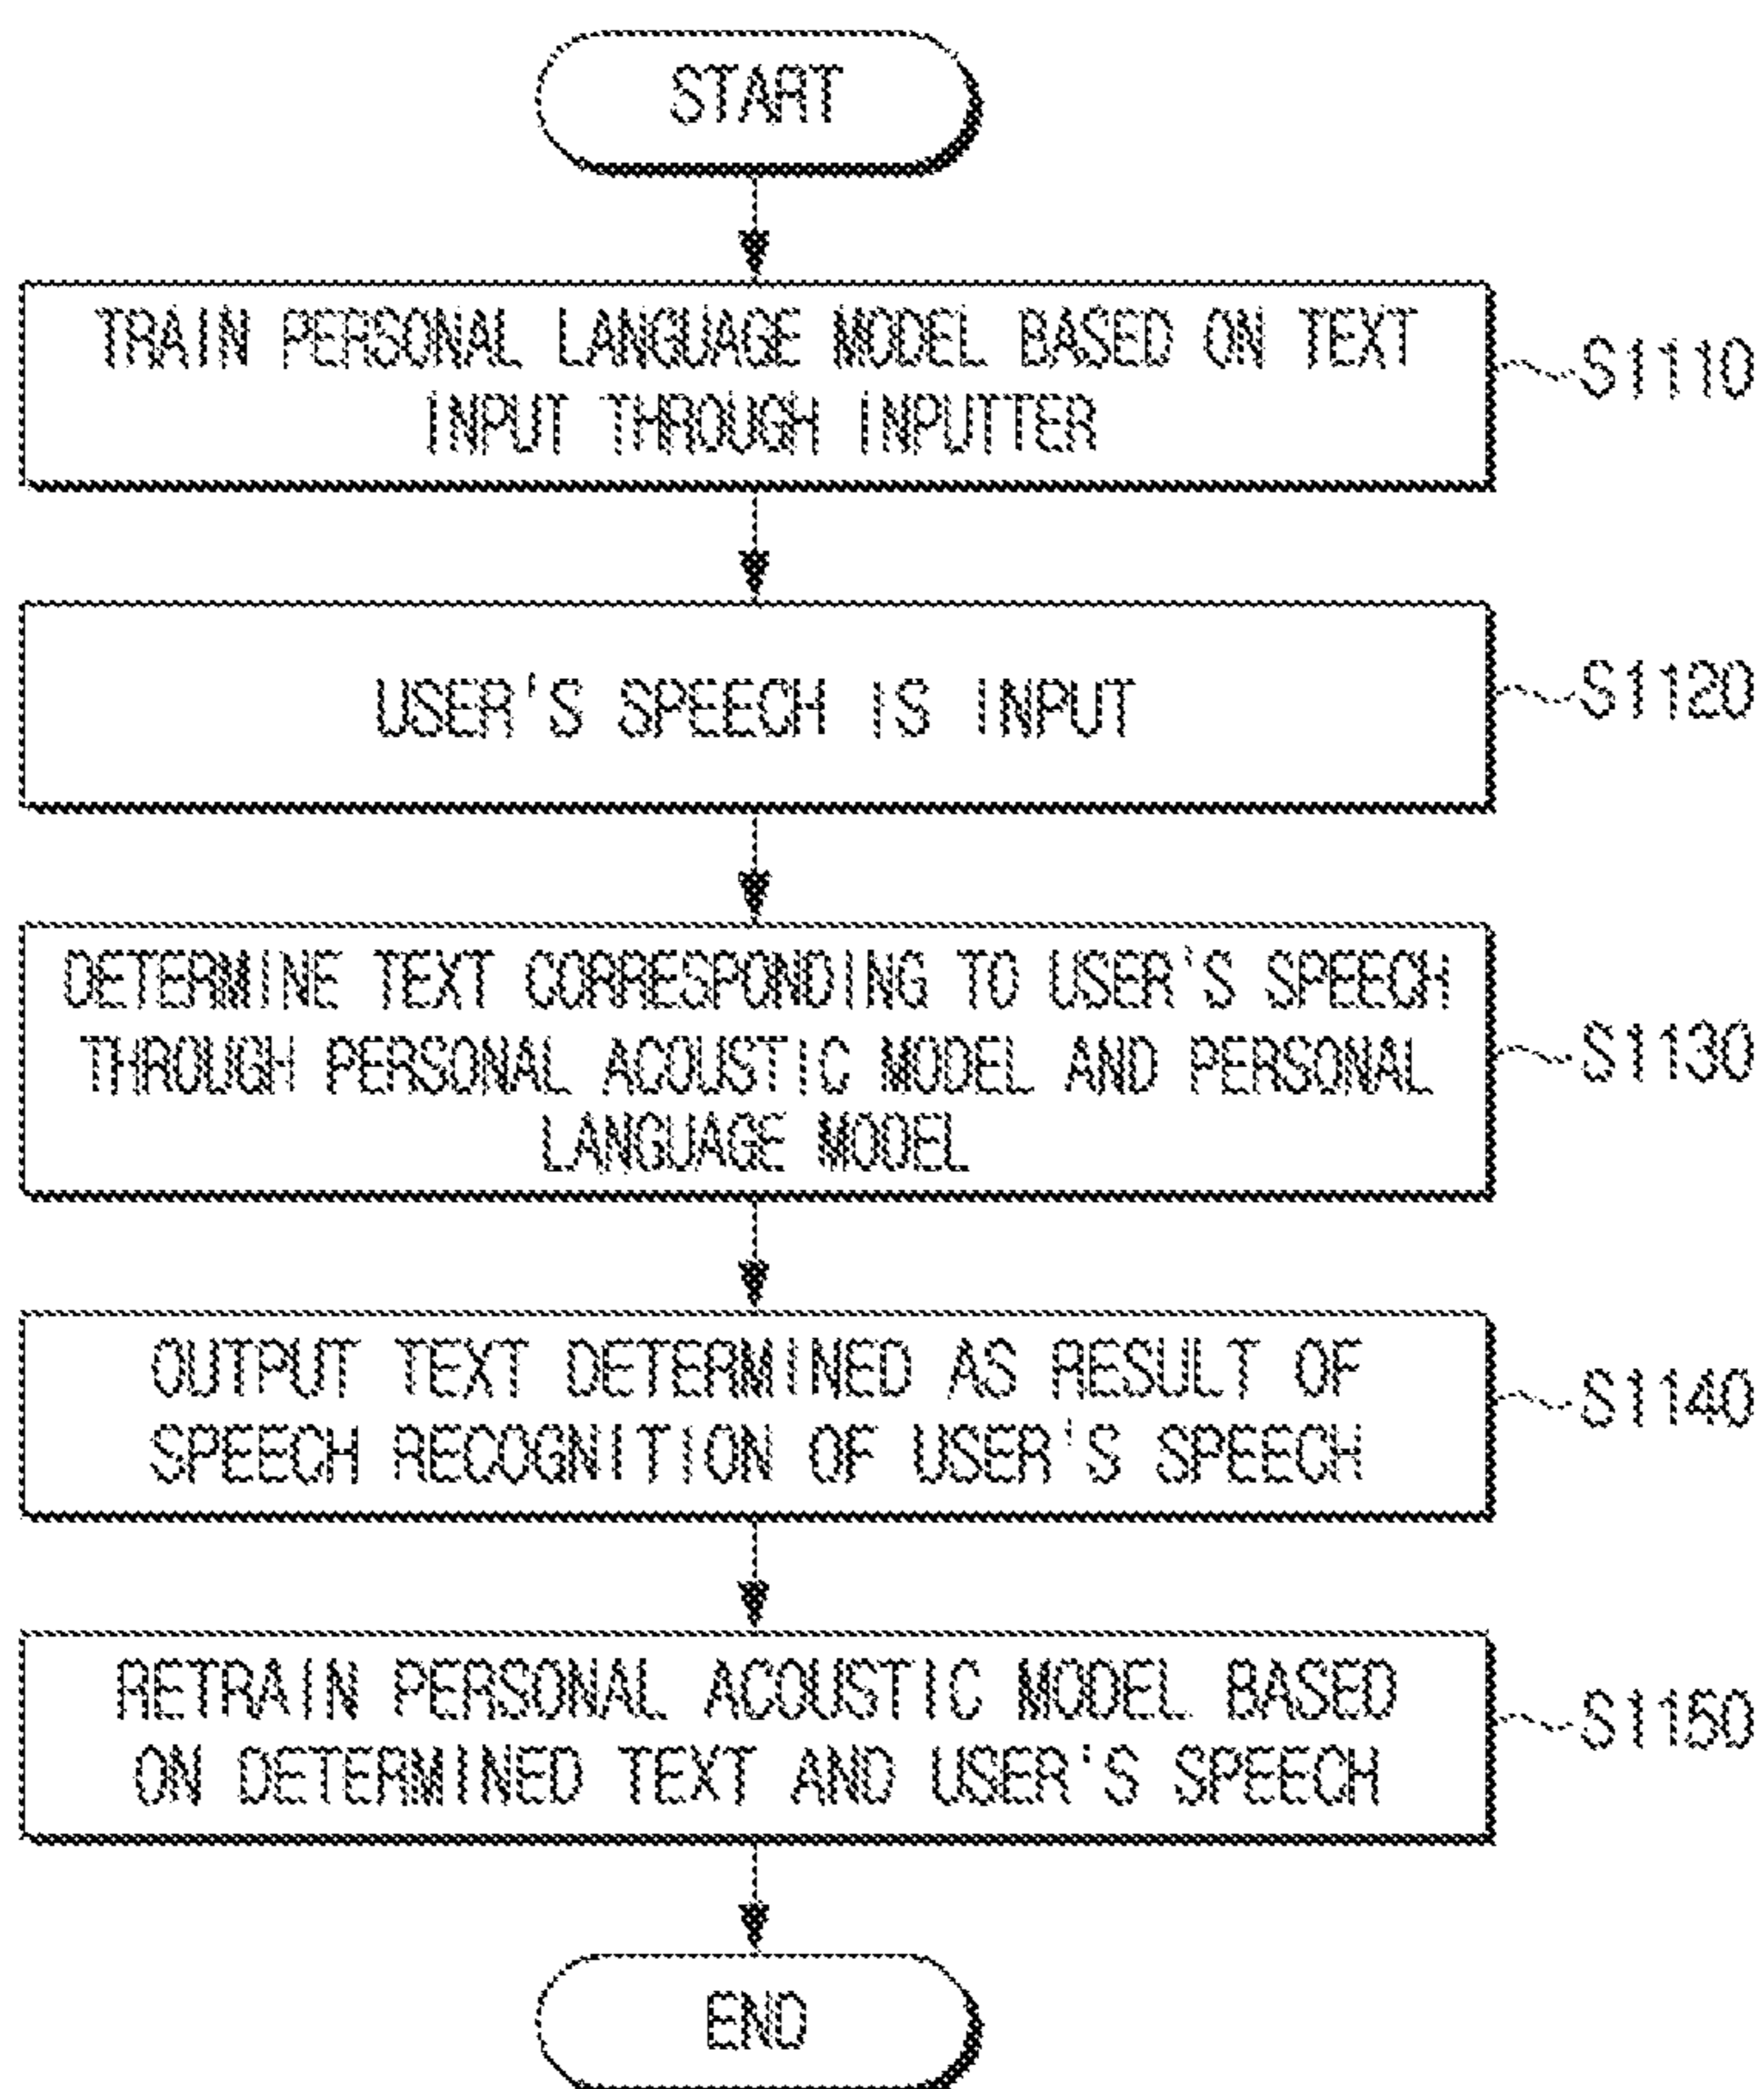 START
TRAIN PERSONAL LANGUAGE MODEL BASED ON TEXT
INPUT THROUGH INPUTTER
S1110
USER'S SPEECH IS INPUT
S1120
DETERMINE TEXT CORRESPONDING TO USER'S SPEECH
THROUGH PERSONAL ACOUSTIC MODEL AND PERSONAL
LANGUAGE MODEL
S1130
OUTPUT TEXT DETERMINED AS RESULT OF
SPEECH RECOGNITION OF USER'S SPEECH
S1140
RETRAIN PERSONAL ACOUSTIC MODEL BASED
ON DETERMINED TEXT AND USER'S SPEECH
S1150
END